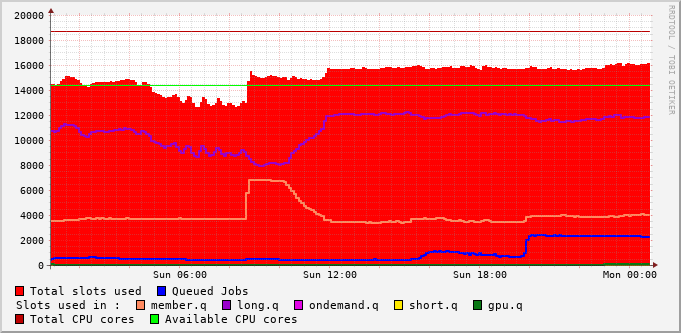 20000
18000
16000
14000
12000
10000
8000
6000
4000
2000
0
Sun 06:00 Sun 12:00 Sun 18:00 Mon 00:00
RRDTOOL / TOBI OETIKER
Total slots used Queued Jobs
Slots used in : member.q long.q ondemand.q short.q gpu.q
Total CPU cores Available CPU cores